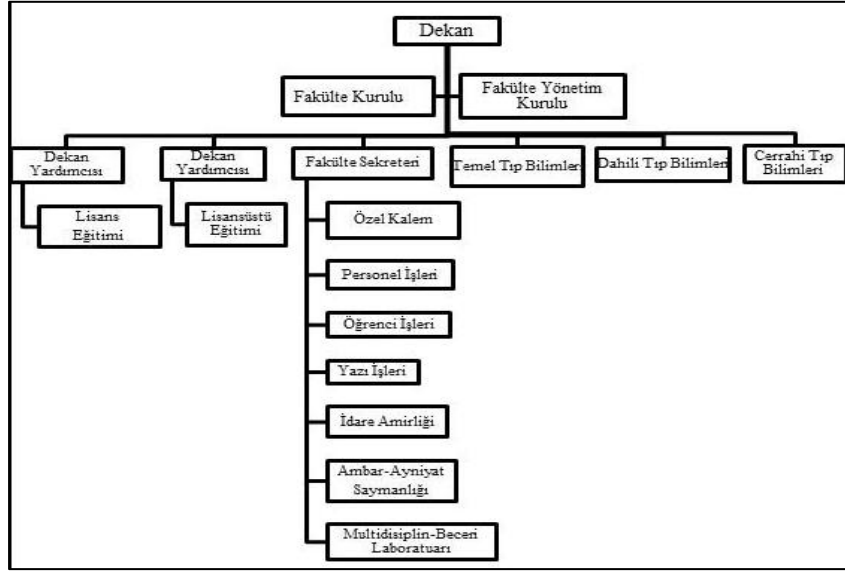 Dekan
Fakülte Kurulu
Fakülte Yönetim
Kurulu
Dekan
Yardımcısı
Dekan
Yardımcısı
Fakülte Sekreteri
Temel Tıp Bilimleri
Dahili Tıp Bilimleri
Cerrahi Tıp
Bilimleri
Lisans
Eğitimi
Lisansüstü
Eğitimi
Özel Kalem
Personel İşleri
Öğrenci İşleri
Yazı İşleri
İdare Amirliği
Ambar-Ayniyat
Saymanlığı
Multidisiplin-Beceri
Laboratuarı